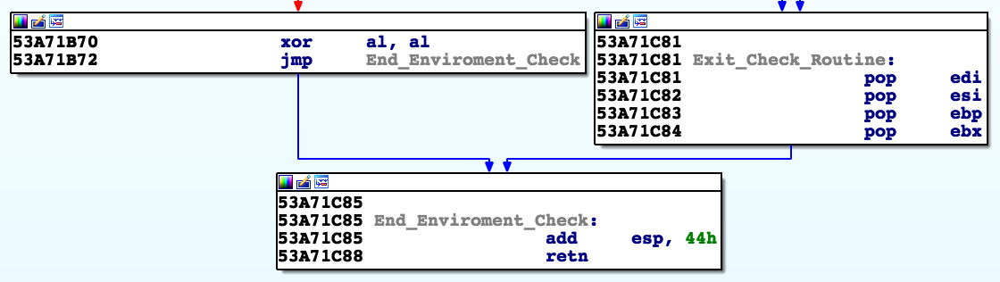 53A71B70 xor al, al
53A71B72 jmp End_Enviroment_Check
53A71C81
53A71C81 Exit_Check_Routine:
53A71C81 pop edi
53A71C82 pop esi
53A71C83 pop ebp
53A71C84 pop ebx
53A71C85
53A71C85 End_Enviroment_Check:
53A71C85 add esp, 44h
53A71C88 retn